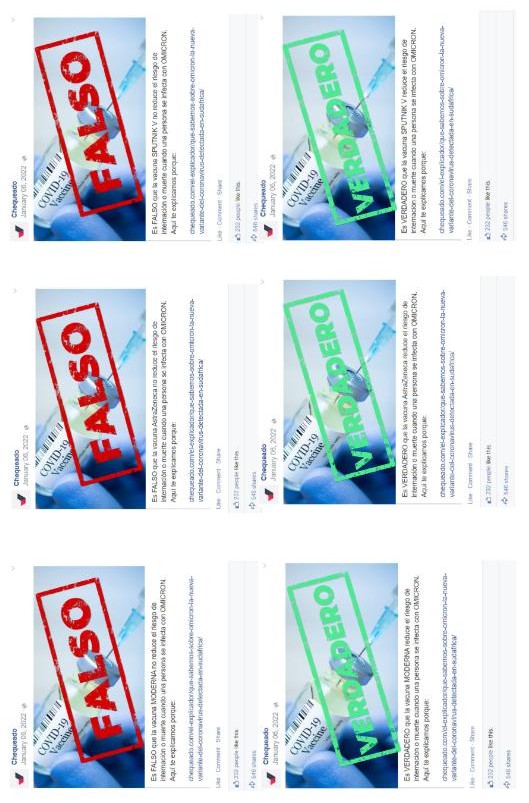 Chequeado
January 06, 2022
COVID-19
Vaccine
FALSO
Es FALSO que la vacuna MODERNA no reduce el riesgo de
internación o muerte cuando una persona se infecta con OMICRON.
Aquí te explicamos porque:
chequeado.com/el-explicador/que-sabemos-sobre-omicron-la-nueva-
variante-del-coronavirus-detectada-en-sudafrica/
Like · Comment · Share
232 people like this.
546 shares
Chequeado
January 06, 2022
COVID-19
Vaccine
FALSO
Es FALSO que la vacuna AstraZeneca no reduce el riesgo de
internación o muerte cuando una persona se infecta con OMICRON.
Aquí te explicamos porque:
chequeado.com/el-explicador/que-sabemos-sobre-omicron-la-nueva-
variante-del-coronavirus-detectada-en-sudafrica/
Like · Comment · Share
232 people like this.
546 shares
Chequeado
January 06, 2022
COVID-19
Vaccine
FALSO
Es FALSO que la vacuna SPUTNIK V no reduce el riesgo de
internación o muerte cuando una persona se infecta con OMICRON.
Aquí te explicamos porque:
chequeado.com/el-explicador/que-sabemos-sobre-omicron-la-nueva-
variante-del-coronavirus-detectada-en-sudafrica/
Like · Comment · Share
232 people like this.
546 shares
Chequeado
January 06, 2022
COVID-19
Vaccine
VERDADERO
Es VERDADERO que la vacuna MODERNA reduce el riesgo de
internación o muerte cuando una persona se infecta con OMICRON.
Aquí te explicamos porque:
chequeado.com/el-explicador/que-sabemos-sobre-omicron-la-nueva-
variante-del-coronavirus-detectada-en-sudafrica/
Like · Comment · Share
232 people like this.
546 shares
Chequeado
January 06, 2022
COVID-19
Vaccine
VERDADERO
Es VERDADERO que la vacuna AstraZeneca reduce el riesgo de
internación o muerte cuando una persona se infecta con OMICRON.
Aquí te explicamos porque:
chequeado.com/el-explicador/que-sabemos-sobre-omicron-la-nueva-
variante-del-coronavirus-detectada-en-sudafrica/
Like · Comment · Share
232 people like this.
546 shares
Chequeado
January 06, 2022
COVID-19
Vaccine
VERDADERO
Es VERDADERO que la vacuna SPUTNIK V reduce el riesgo de
internación o muerte cuando una persona se infecta con OMICRON.
Aquí te explicamos porque:
chequeado.com/el-explicador/que-sabemos-sobre-omicron-la-nueva-
variante-del-coronavirus-detectada-en-sudafrica/
Like · Comment · Share
232 people like this.
546 shares